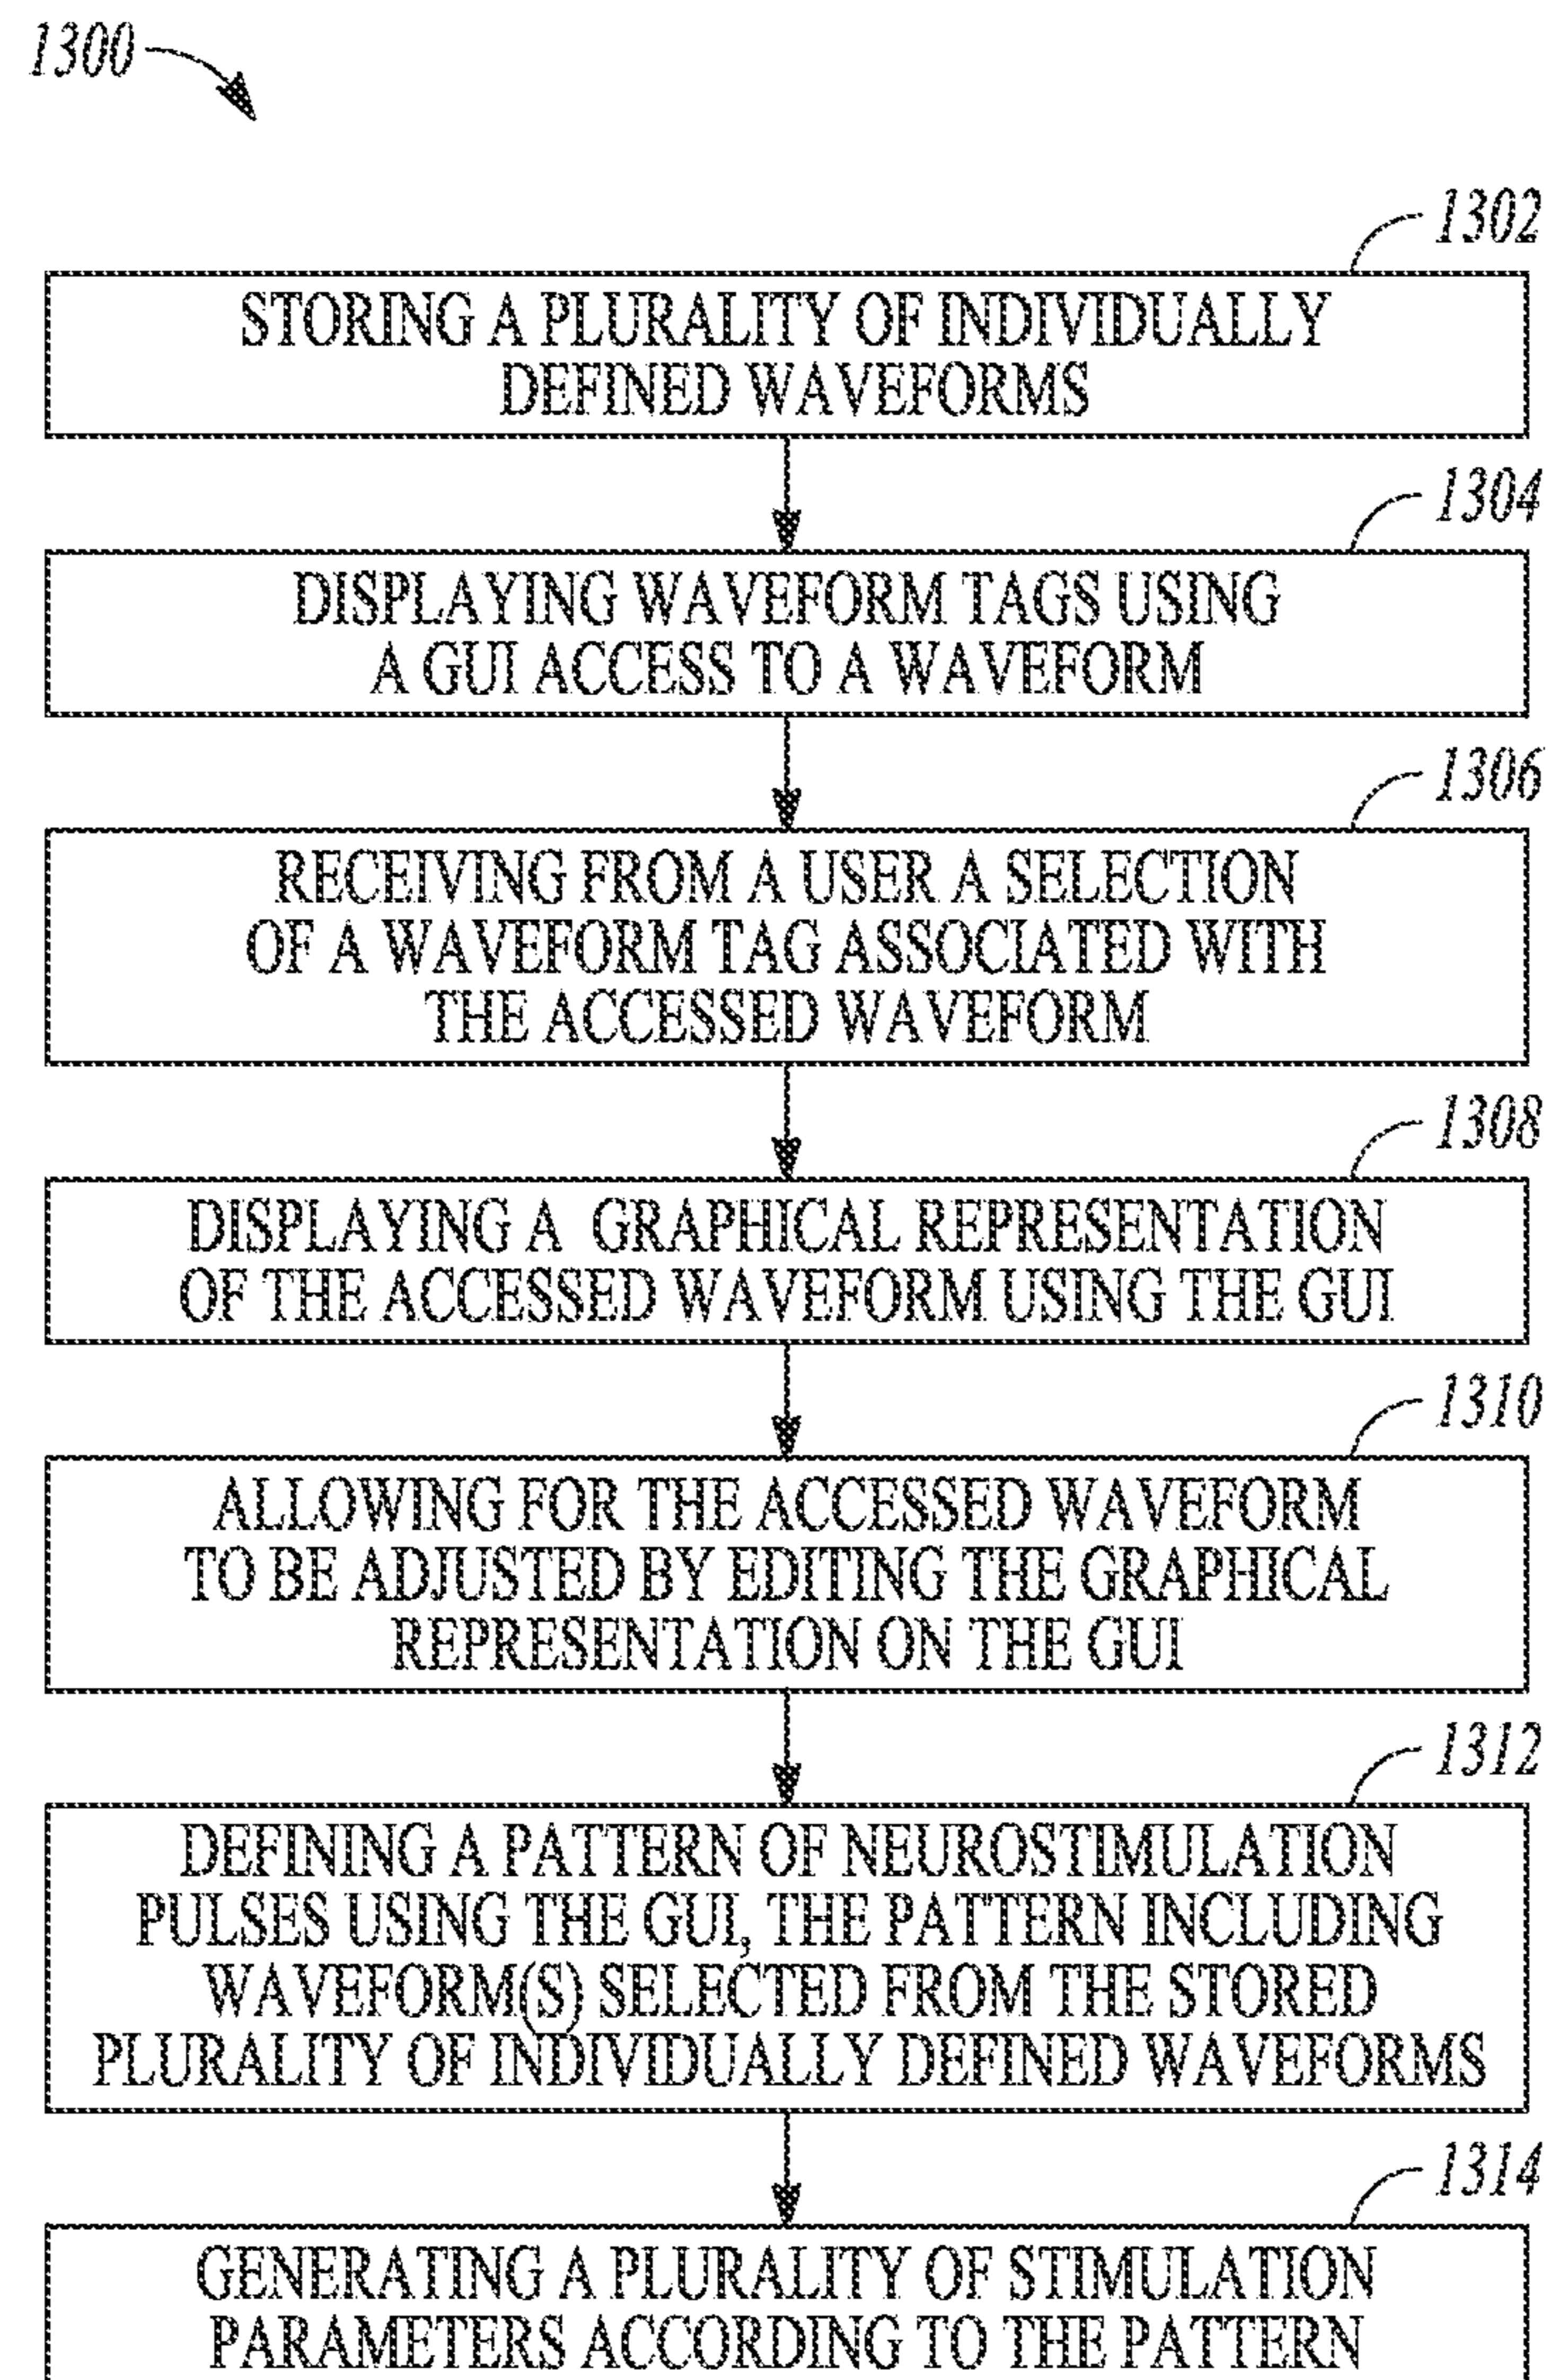 1300
1302
STORING A PLURALITY OF INDIVIDUALLY
DEFINED WAVEFORMS
1304
DISPLAYING WAVEFORM TAGS USING
A GUI ACCESS TO A WAVEFORM
1306
RECEIVING FROM A USER A SELECTION
OF A WAVEFORM TAG ASSOCIATED WITH
THE ACCESSED WAVEFORM
1308
DISPLAYING A GRAPHICAL REPRESENTATION
OF THE ACCESSED WAVEFORM USING THE GUI
1310
ALLOWING FOR THE ACCESSED WAVEFORM
TO BE ADJUSTED BY EDITING THE GRAPHICAL
REPRESENTATION ON THE GUI
1312
DEFINING A PATTERN OF NEUROSTIMULATION
PULSES USING THE GUI, THE PATTERN INCLUDING
WAVEFORM(S) SELECTED FROM THE STORED
PLURALITY OF INDIVIDUALLY DEFINED WAVEFORMS
1314
GENERATING A PLURALITY OF STIMULATION
PARAMETERS ACCORDING TO THE PATTERN